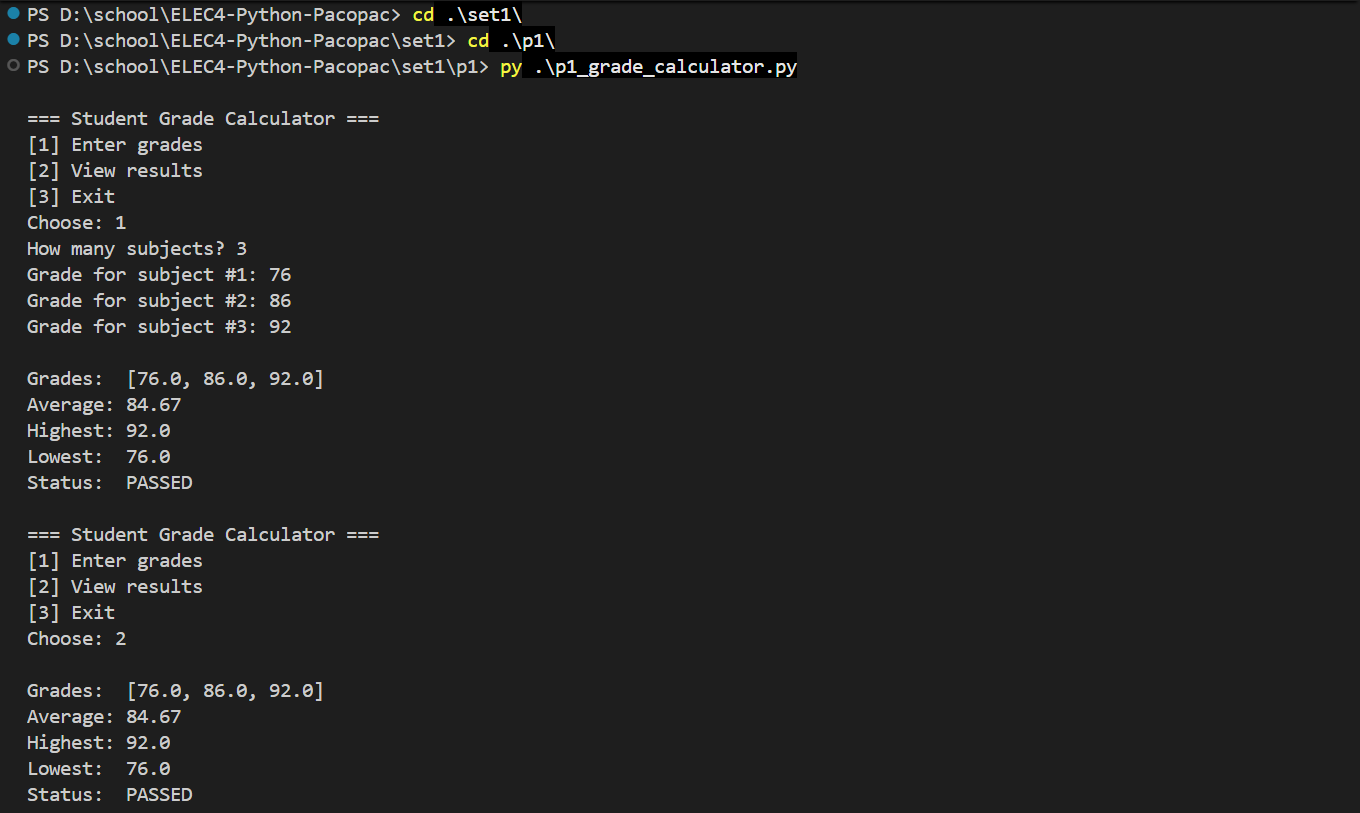 PS D:\school\ELEC4-Python-Pacopac> cd .\set1\
PS D:\school\ELEC4-Python-Pacopac\set1> cd .\p1\
PS D:\school\ELEC4-Python-Pacopac\set1\p1> py .\p1_grade_calculator.py
=== Student Grade Calculator ===
[1] Enter grades
[2] View results
[3] Exit
Choose: 1
How many subjects? 3
Grade for subject #1: 76
Grade for subject #2: 86
Grade for subject #3: 92
Grades:  [76.0, 86.0, 92.0]
Average: 84.67
Highest: 92.0
Lowest:  76.0
Status:  PASSED
=== Student Grade Calculator ===
[1] Enter grades
[2] View results
[3] Exit
Choose: 2
Grades:  [76.0, 86.0, 92.0]
Average: 84.67
Highest: 92.0
Lowest:  76.0
Status:  PASSED